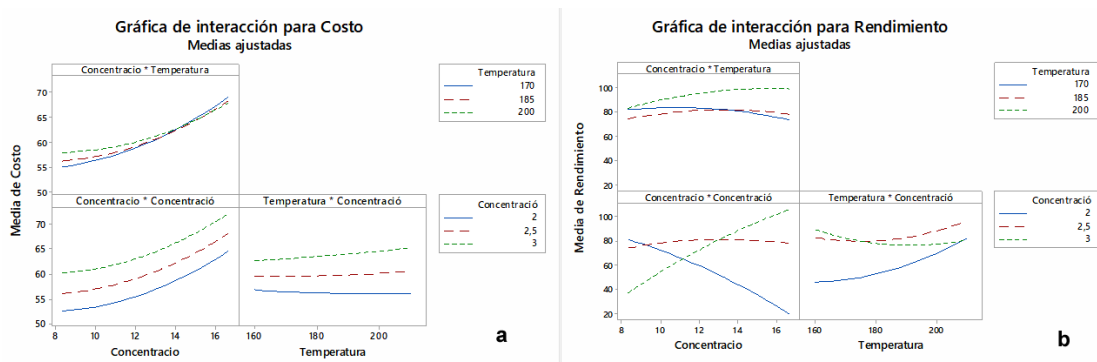 Gráfica de interacción para Costo
Medias ajustadas
Concentracio * Temperatura
Temperatura
170
185
200
70
65
60
55
50
Media de Costo
Concentracio * Concentració
Temperatura * Concentració
Concentració
2
2,5
3
70
65
60
55
50
8 10 12 14 16 160 180 200
Concentracio Temperatura
a
Gráfica de interacción para Rendimiento
Medias ajustadas
Concentracio * Temperatura
Temperatura
170
185
200
100
80
60
40
20
Media de Rendimiento
Concentracio * Concentració
Temperatura * Concentració
Concentració
2
2,5
3
100
80
60
40
20
8 10 12 14 16 160 180 200
Concentracio Temperatura
b